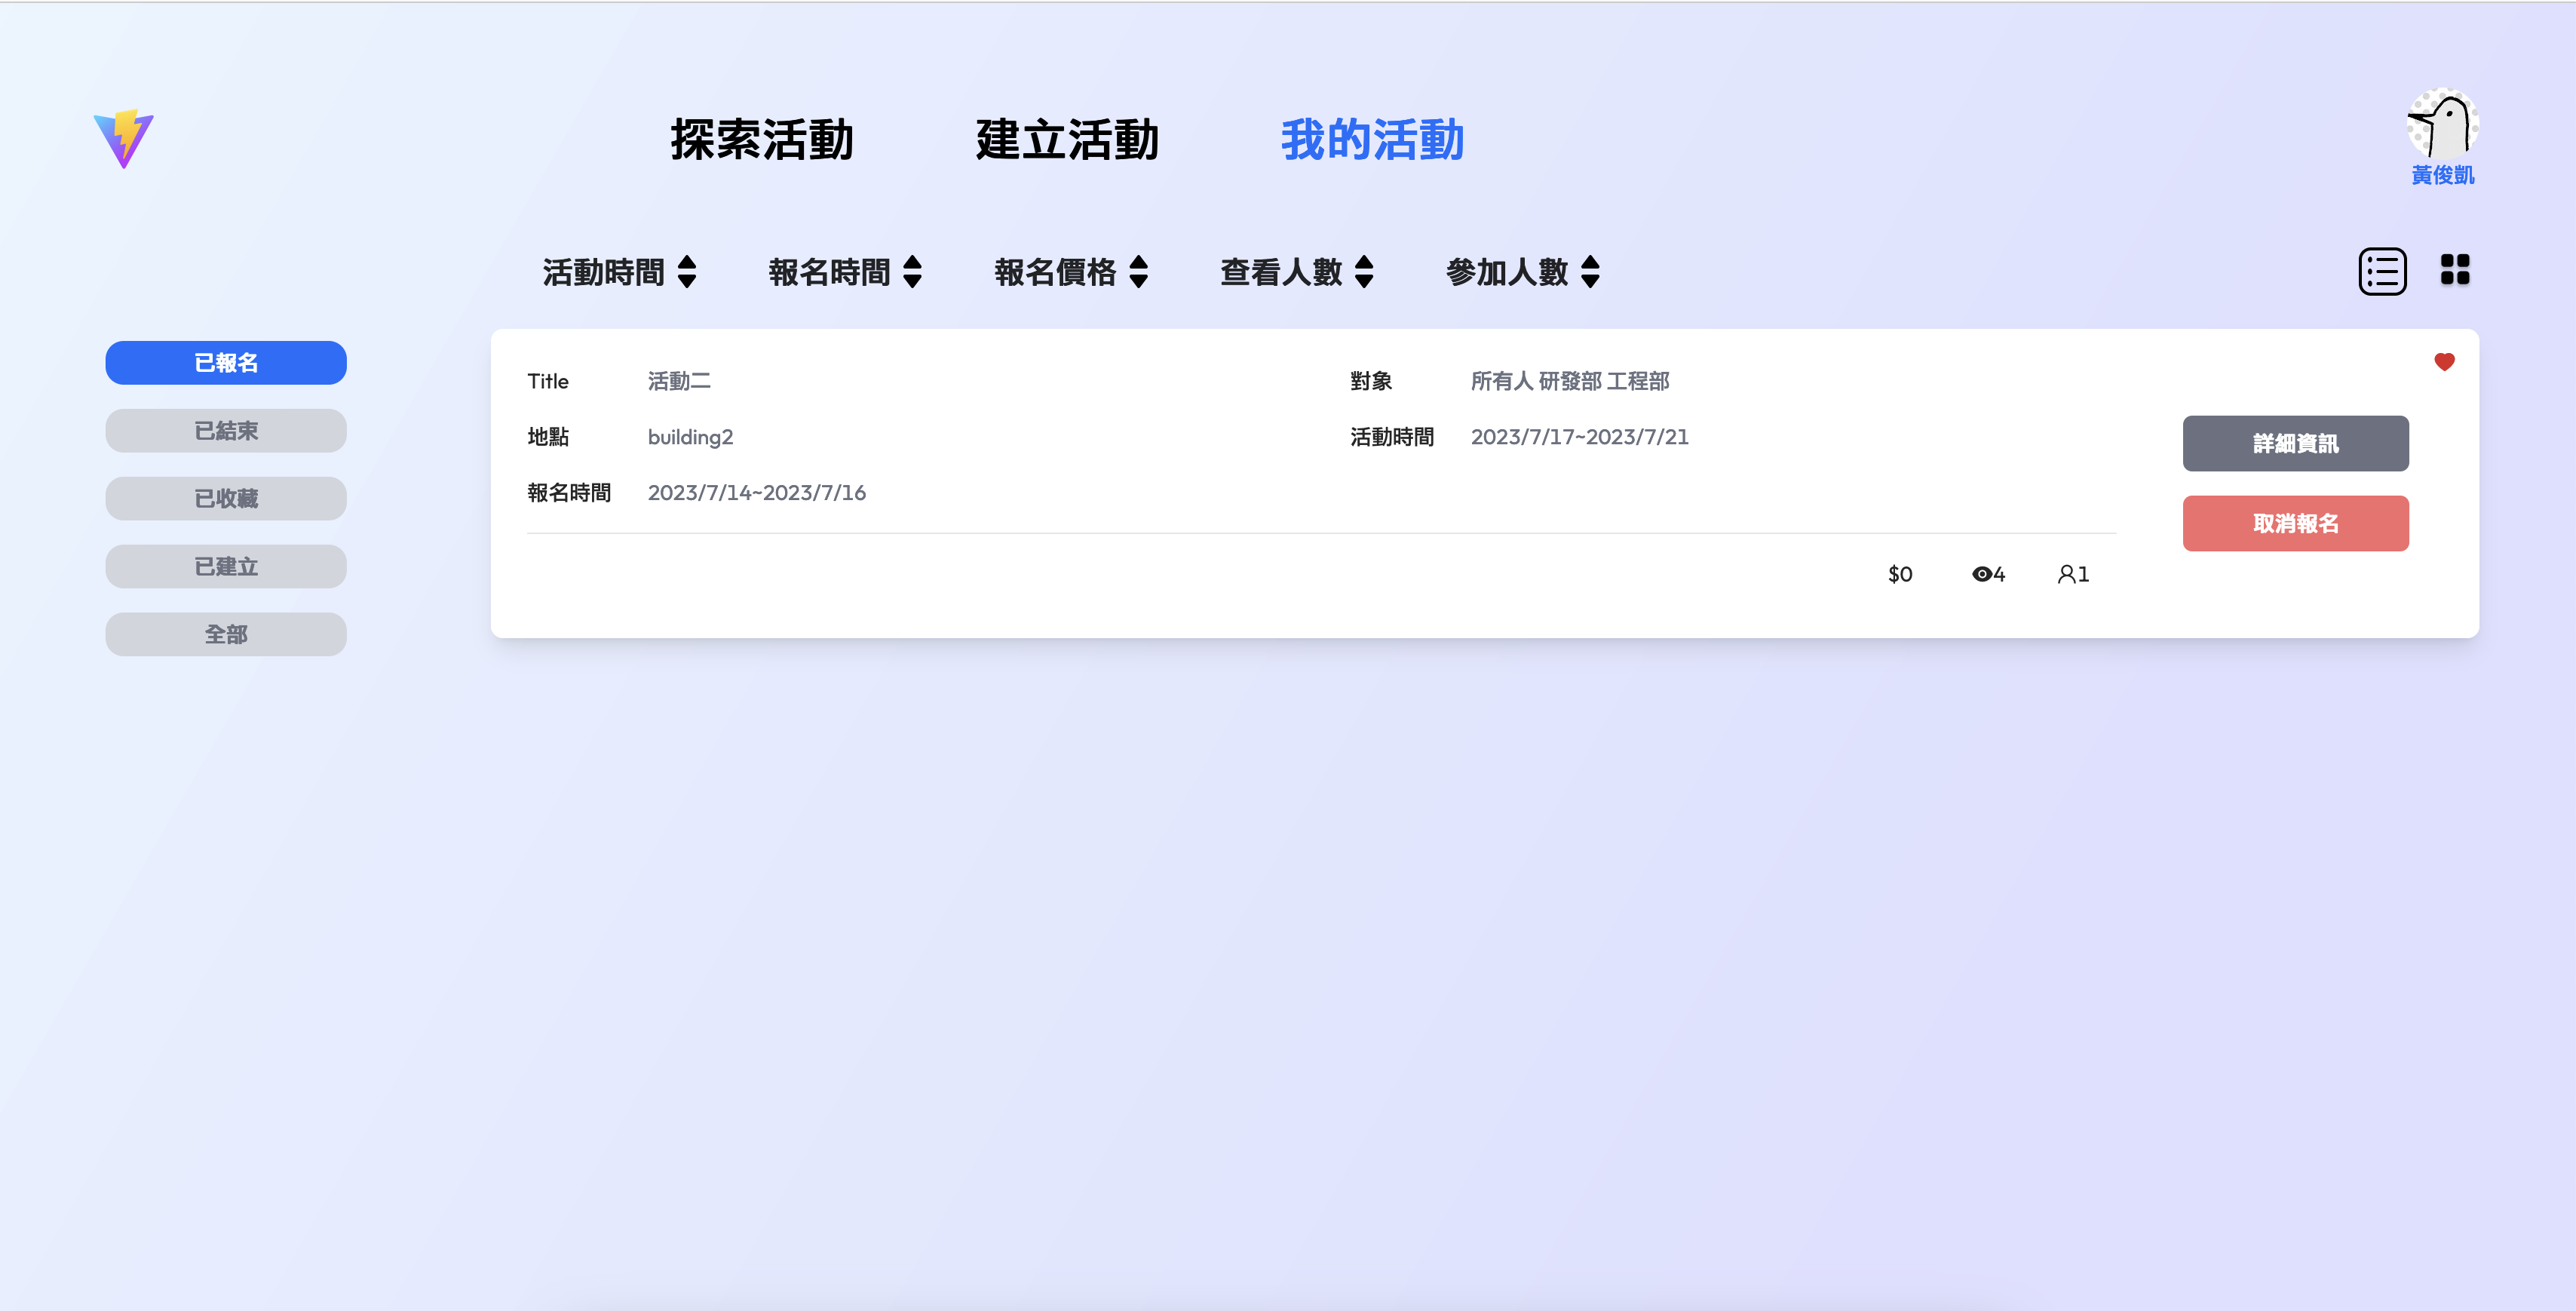 探索活動 建立活動 我的活動
黃俊凱
活動時間 報名時間 報名價格 查看人數 參加人數
已報名
已結束
已收藏
已建立
全部
Title 活動二 對象 所有人 研發部 工程部
地點 building2 活動時間 2023/7/17~2023/7/21
報名時間 2023/7/14~2023/7/16
$0 4 1
詳細資訊
取消報名